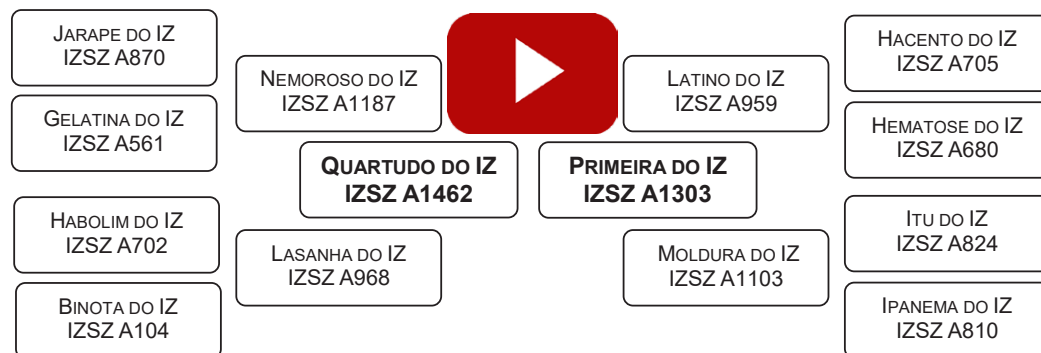 JARAPE DO IZ
IZSZ A870
GELATINA DO IZ
IZSZ A561
HABOLIM DO IZ
IZSZ A702
BINOTA DO IZ
IZSZ A104
NEMOROSO DO IZ
IZSZ A1187
LASANHA DO IZ
IZSZ A968
QUARTUDO DO IZ
IZSZ A1462
PRIMEIRA DO IZ
IZSZ A1303
LATINO DO IZ
IZSZ A959
MOLDURA DO IZ
IZSZ A1103
HACENTO DO IZ
IZSZ A705
HEMATOSE DO IZ
IZSZ A680
ITU DO IZ
IZSZ A824
IPANEMA DO IZ
IZSZ A810